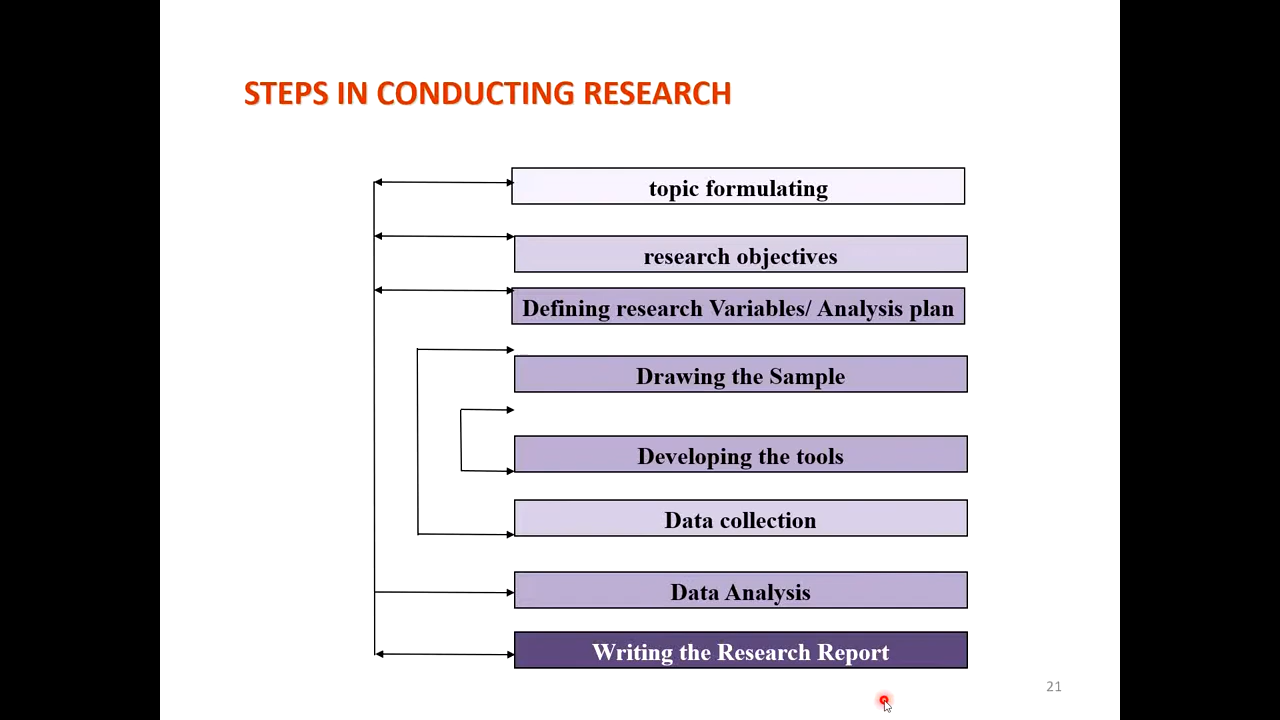 STEPS IN CONDUCTING RESEARCH
topic formulating
research objectives
Defining research Variables/ Analysis plan
Drawing the Sample
Developing the tools
Data collection
Data Analysis
Writing the Research Report
21